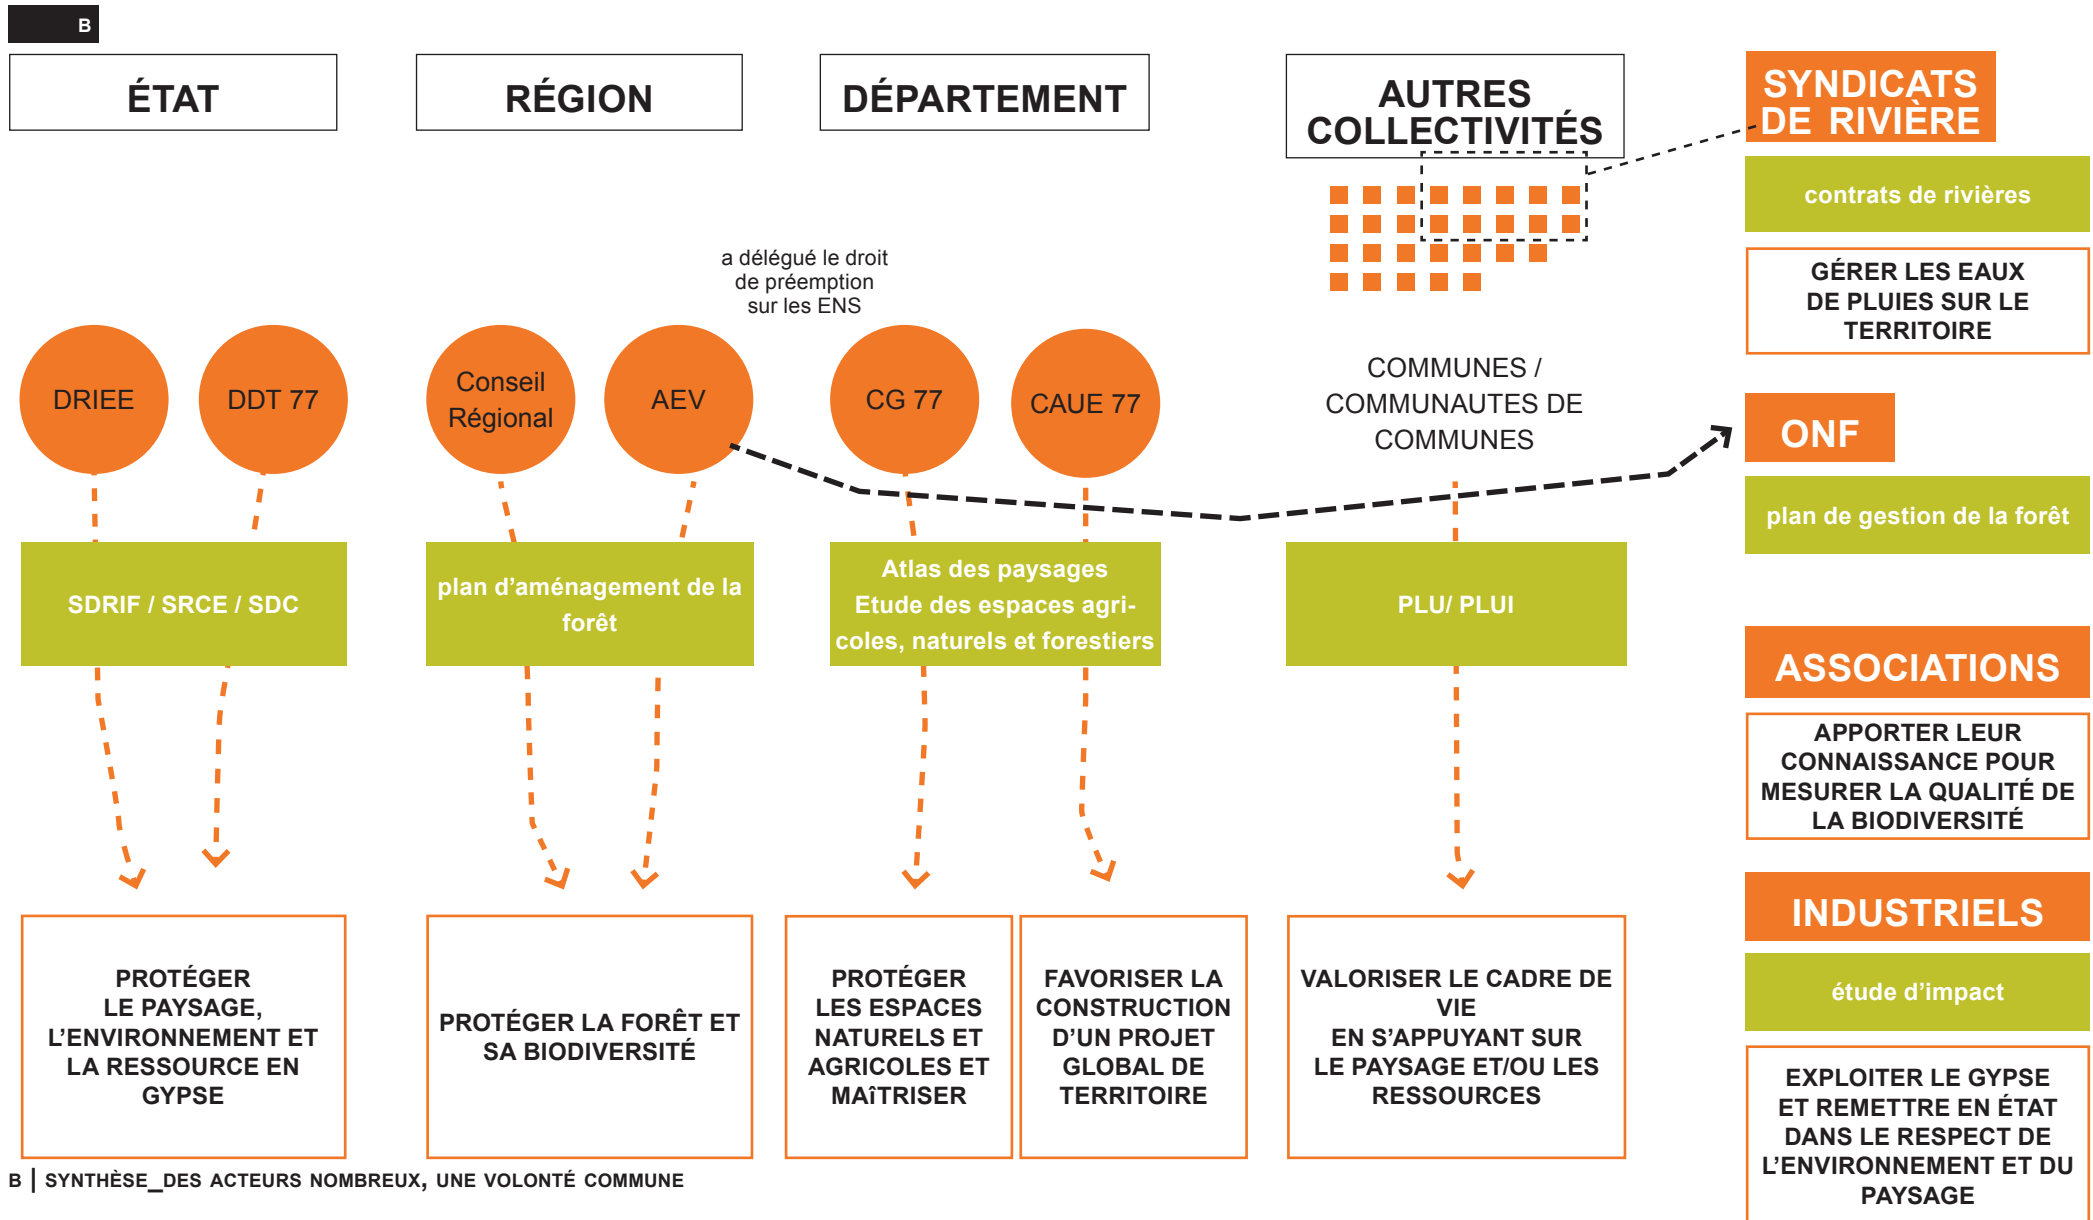 B
ÉTAT
RÉGION
DÉPARTEMENT
AUTRES
COLLECTIVITÉS
SYNDICATS
DE RIVIÈRE
contrats de rivières
GÉRER LES EAUX
DE PLUIES SUR LE
TERRITOIRE
a délégué le droit
de préemption
sur les ENS
DRIEE
DDT 77
Conseil
Régional
AEV
CG 77
CAUE 77
COMMUNES /
COMMUNAUTES DE
COMMUNES
ONF
plan de gestion de la forêt
SDRIF / SRCE / SDC
plan d’aménagement de la
forêt
Atlas des paysages
Etude des espaces agri-
coles, naturels et forestiers
PLU/ PLUI
ASSOCIATIONS
APPORTER LEUR
CONNAISSANCE POUR
MESURER LA QUALITÉ DE
LA BIODIVERSITÉ
INDUSTRIELS
étude d’impact
EXPLOITER LE GYPSE
ET REMETTRE EN ÉTAT
DANS LE RESPECT DE
L’ENVIRONNEMENT ET DU
PAYSAGE
PROTÉGER
LE PAYSAGE,
L’ENVIRONNEMENT ET
LA RESSOURCE EN
GYPSE
PROTÉGER LA FORÊT ET
SA BIODIVERSITÉ
PROTÉGER
LES ESPACES
NATURELS ET
AGRICOLES ET
MAîTRISER
FAVORISER LA
CONSTRUCTION
D’UN PROJET
GLOBAL DE
TERRITOIRE
VALORISER LE CADRE DE
VIE
EN S’APPUYANT SUR
LE PAYSAGE ET/OU LES
RESSOURCES
B | SYNTHÈSE_DES ACTEURS NOMBREUX, UNE VOLONTÉ COMMUNE